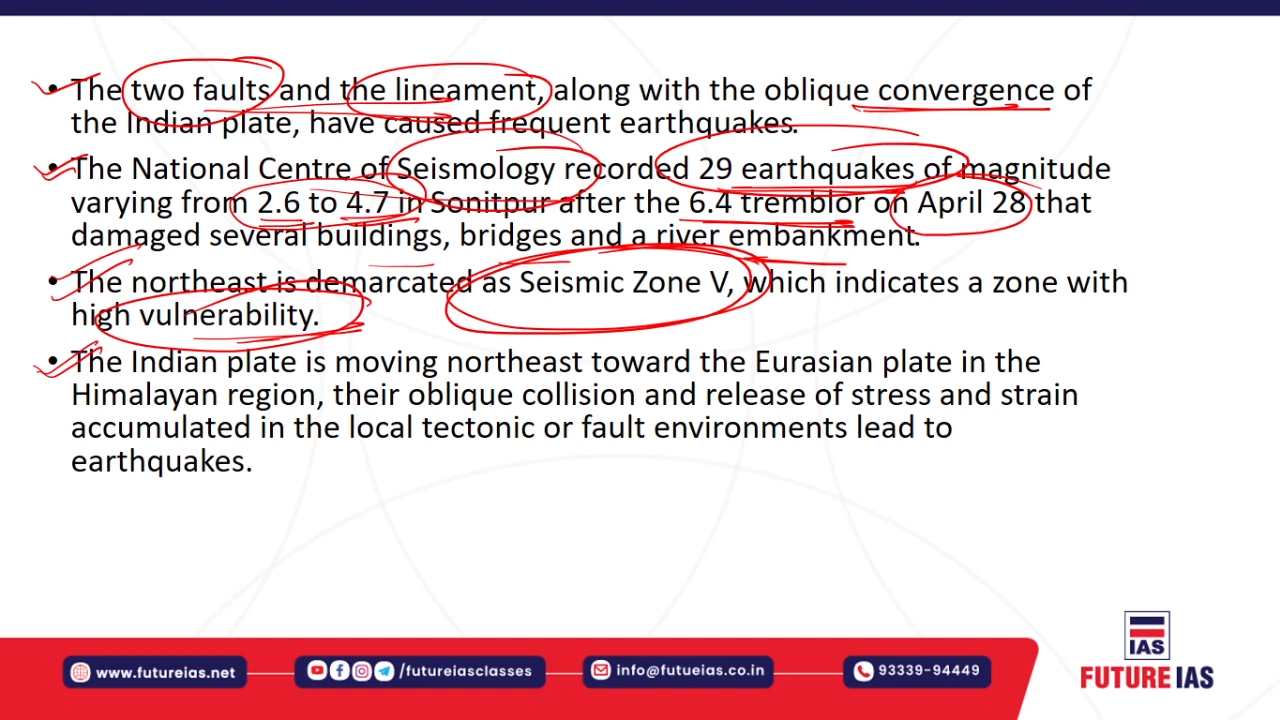 • The two faults and the lineament, along with the oblique convergence of
the Indian plate, have caused frequent earthquakes.
• The National Centre of Seismology recorded 29 earthquakes of magnitude
varying from 2.6 to 4.7 in Sonitpur after the 6.4 tremblor on April 28 that
damaged several buildings, bridges and a river embankment.
• The northeast is demarcated as Seismic Zone V, which indicates a zone with
high vulnerability.
• The Indian plate is moving northeast toward the Eurasian plate in the
Himalayan region, their oblique collision and release of stress and strain
accumulated in the local tectonic or fault environments lead to
earthquakes.
IAS
FUTURE IAS
www.futureias.net
/futureiasclasses
info@futueias.co.in
93339-94449